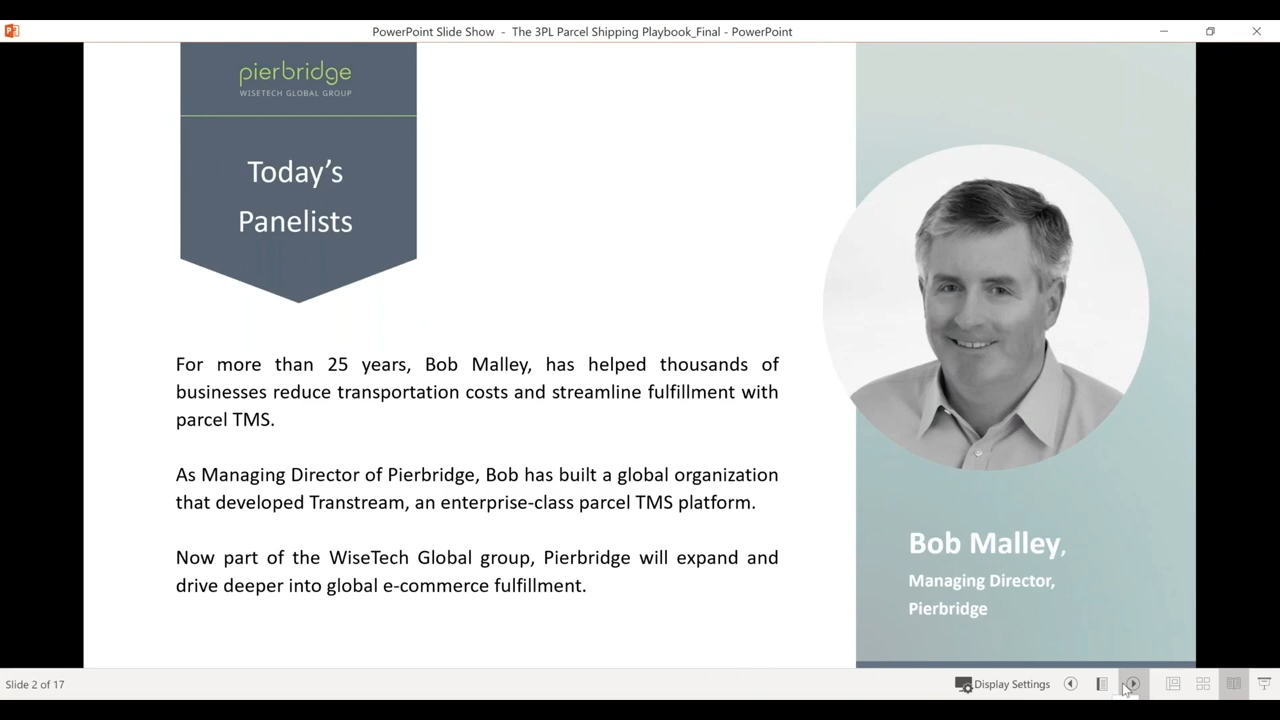 PowerPoint Slide Show - The 3PL Parcel Shipping Playbook_Final - PowerPoint
pierbridge
WISETECH GLOBAL GROUP
Today’s
Panelists
For more than 25 years, Bob Malley, has helped thousands of
businesses reduce transportation costs and streamline fulfillment with
parcel TMS.
As Managing Director of Pierbridge, Bob has built a global organization
that developed Transtream, an enterprise-class parcel TMS platform.
Now part of the WiseTech Global group, Pierbridge will expand and
drive deeper into global e-commerce fulfillment.
Bob Malley,
Managing Director,
Pierbridge
Slide 2 of 17
Display Settings